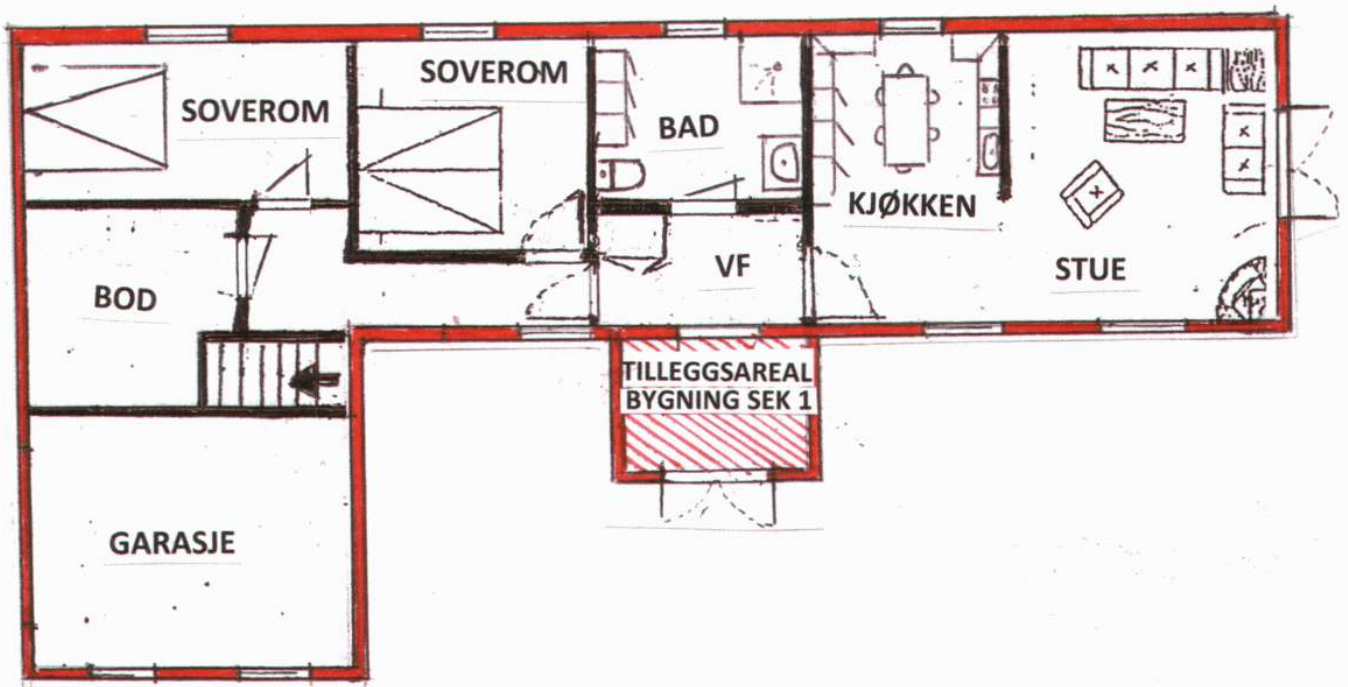 SOVEROM
SOVEROM
BAD
KJØKKEN
STUE
BOD
VF
TILLEGGSAREAL
BYGNING SEK 1
GARASJE